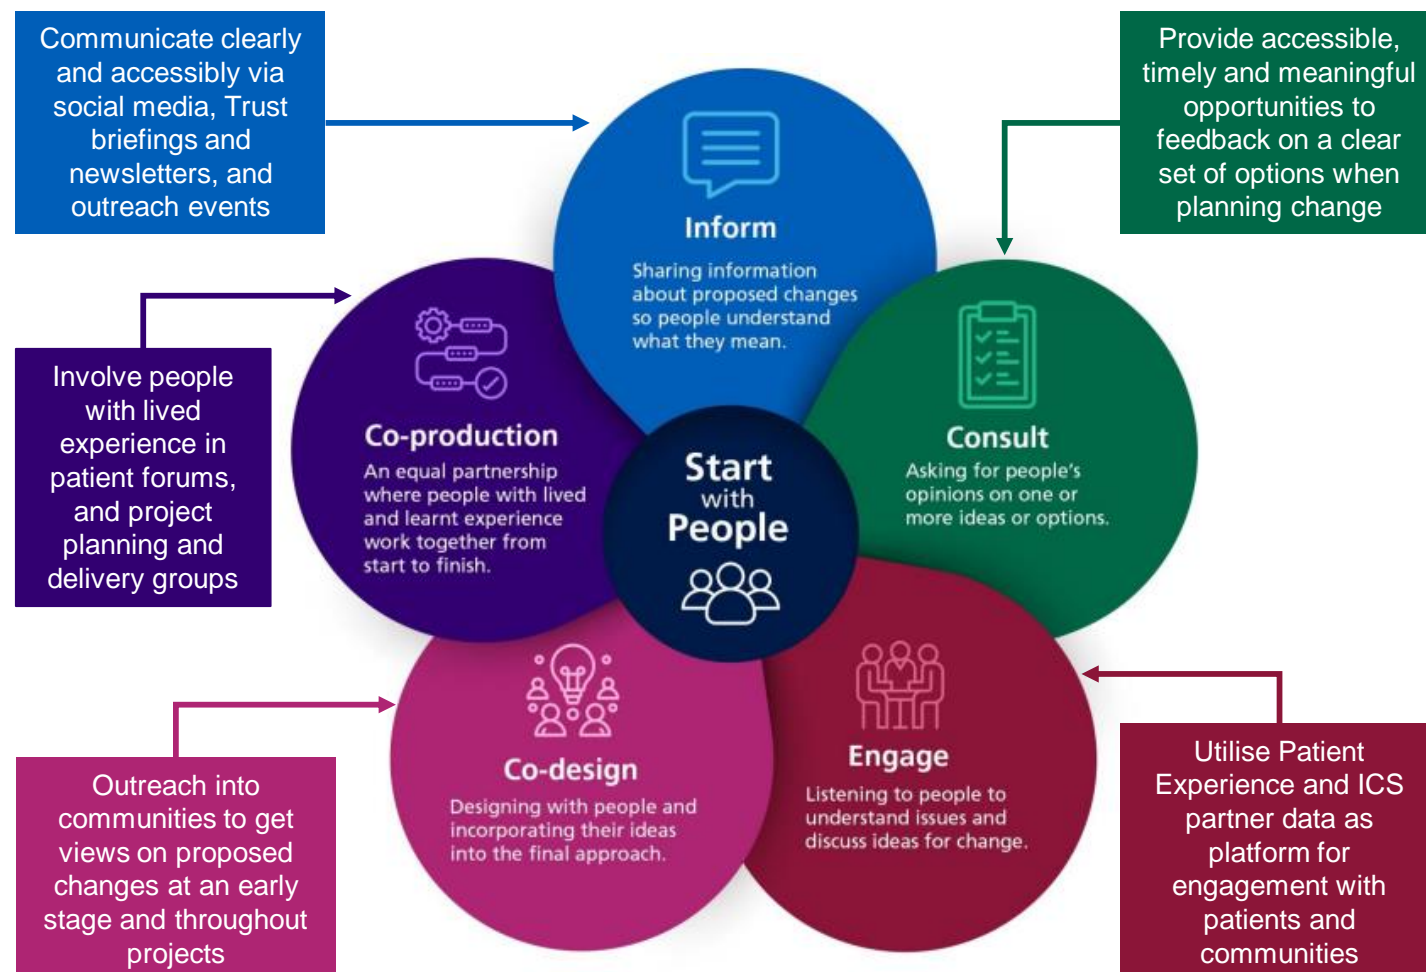 Communicate clearly
and accessibly via
social media, Trust
briefings and
newsletters, and
outreach events
Provide accessible,
timely and meaningful
opportunities to
feedback on a clear
set of options when
planning change
Inform
Sharing information
about proposed changes
so people understand
what they mean.
Involve people
with lived
experience in
patient forums,
and project
planning and
delivery groups
Co-production
An equal partnership
where people with lived
and learnt experience
work together from
start to finish.
Start
with
People
Consult
Asking for people's
opinions on one or
more ideas or options.
Co-design
Designing with people and
incorporating their ideas
into the final approach.
Engage
Listening to people to
understand issues and
discuss ideas for change.
Outreach into
communities to get
views on proposed
changes at an early
stage and throughout
projects
Utilise Patient
Experience and ICS
partner data as
platform for
engagement with
patients and
communities